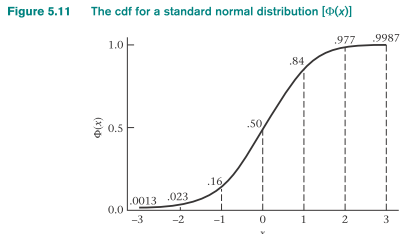 Figure 5.11 The cdf for a standard normal distribution [Φ(x)]
1.0
.977 .9987
.84
Φ(x)
0.5
.50
.16
.0013 .023
0.0
-3 -2 -1 0 1 2 3